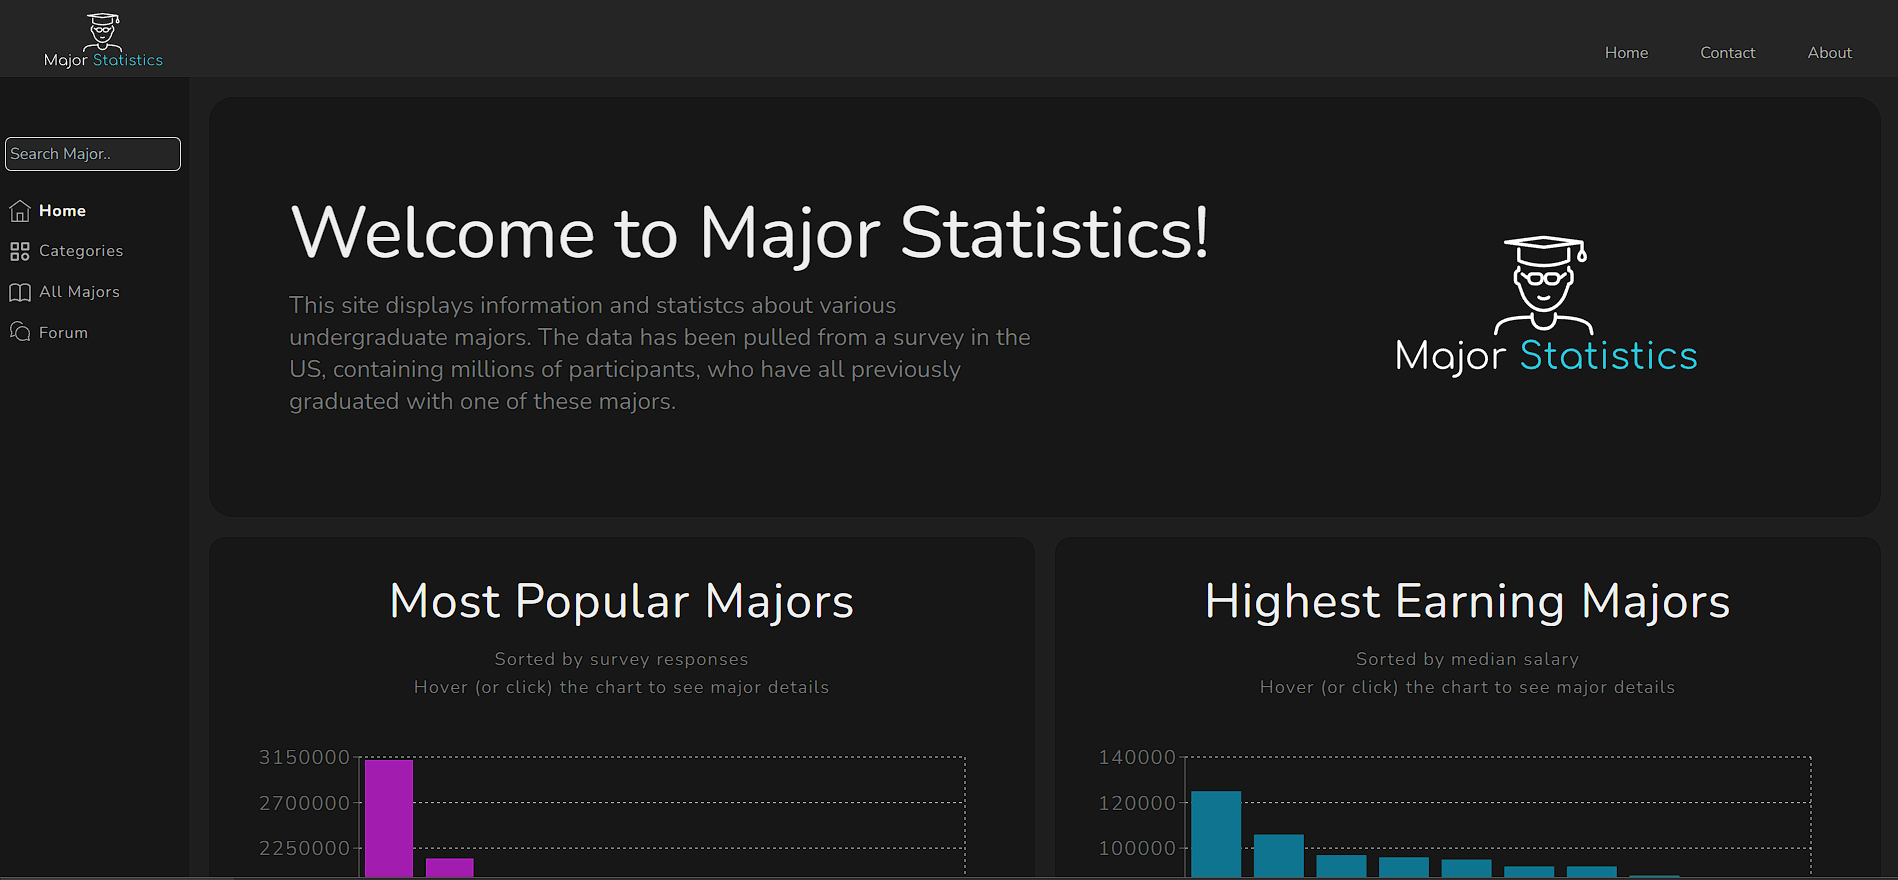 Major Statistics
Home
Contact
About
Search Major..
Home
Categories
All Majors
Forum
Welcome to Major Statistics!
This site displays information and statistcs about various
undergraduate majors. The data has been pulled from a survey in the
US, containing millions of participants, who have all previously
graduated with one of these majors.
Major Statistics
Most Popular Majors
Sorted by survey responses
Hover (or click) the chart to see major details
3150000
2700000
2250000
Highest Earning Majors
Sorted by median salary
Hover (or click) the chart to see major details
140000
120000
100000